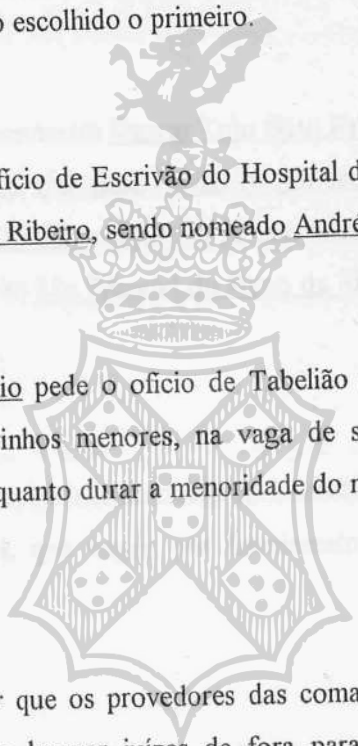 o escolhido o primeiro.
fício de Escrivão do Hospital d
Ribeiro, sendo nomeado Andre
io pede o oficio de Tabelião
inhos menores, na vaga de s
quanto durar a menoridade do r
r que os provedores das coma
juízes de fora para